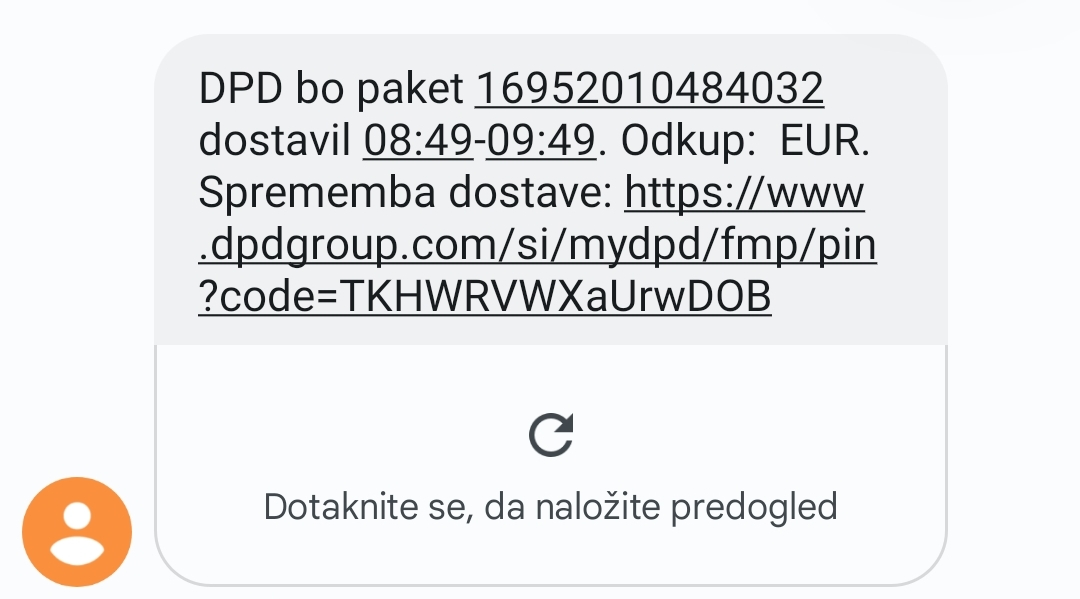 DPD bo paket 16952010484032
dostavil 08:49-09:49. Odkup:  EUR.
Sprememba dostave: https://www
.dpdgroup.com/si/mydpd/fmp/pin
?code=TKHWRVWXaUrwDOB
Dotaknite se, da naložite predogled